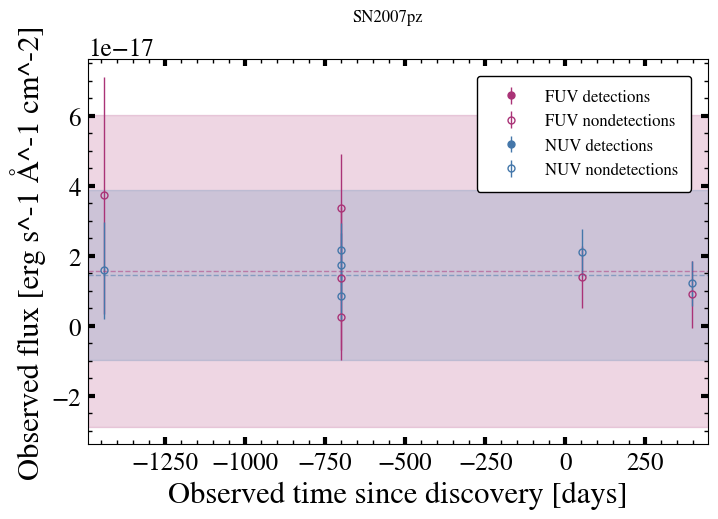 SN2007pz
1e−17
Observed flux [erg s^-1 Å^-1 cm^-2]
6
4
2
0
−2
FUV detections
FUV nondetections
NUV detections
NUV nondetections
−1250 −1000 −750 −500 −250 0 250
Observed time since discovery [days]